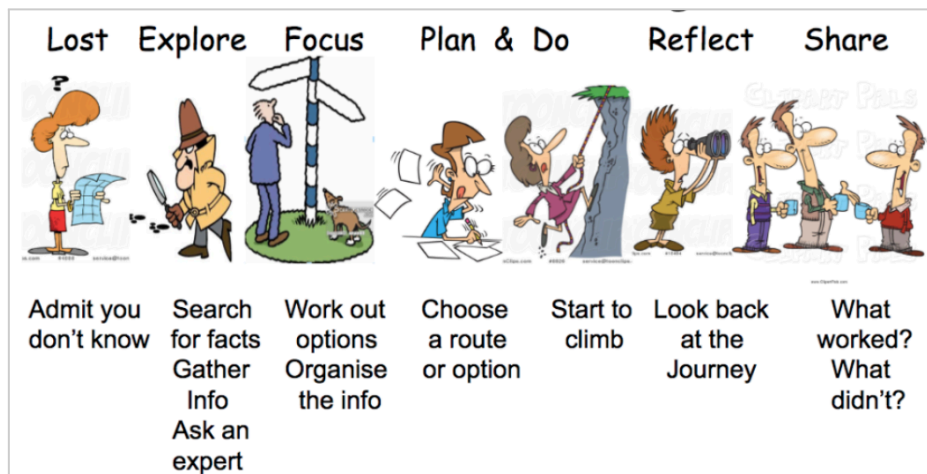 Lost Explore Focus Plan & Do Reflect Share
?
CLIPART PALS
Admit you
don't know
Search
for facts
Gather
Info
Ask an
expert
Work out
options
Organise
the info
Choose
a route
or option
Start to
climb
Look back
at the
Journey
What
worked?
What
didn't?